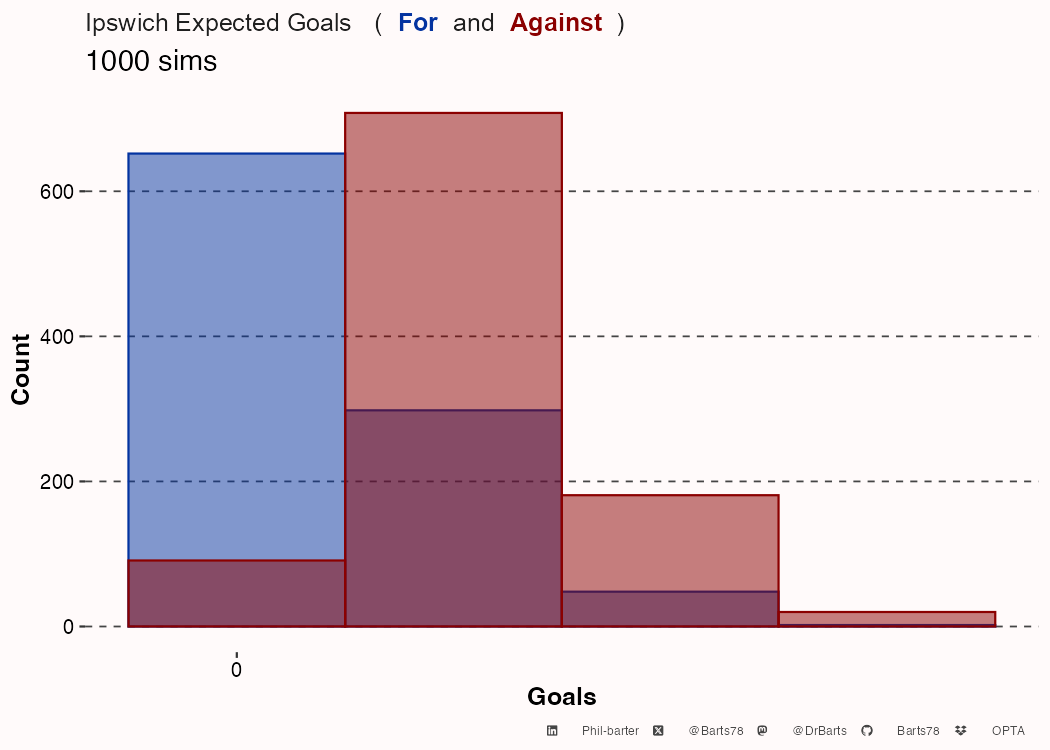 Ipswich Expected Goals ( For and Against )
1000 sims
600
400
200
0
Count
0
Goals
Phil-barter @Barts78 @DrBarts Barts78 OPTA